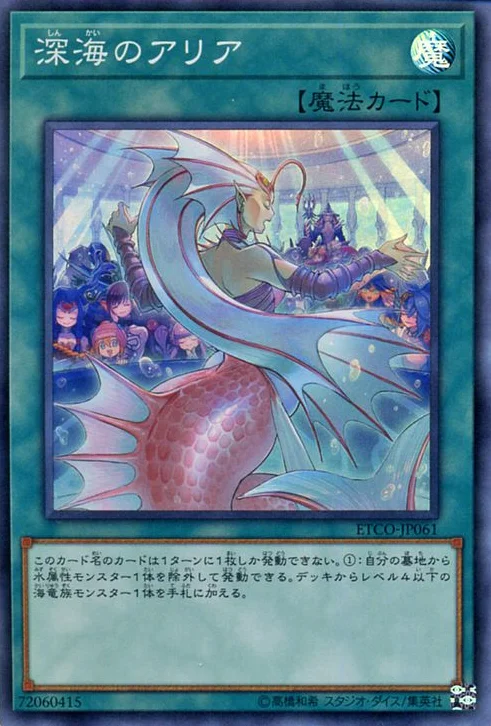 深海のアリア
魔
【魔法カード】
ETCO-JP061
このカード名のカードは1ターンに1枚しか発動できない。①：自分の墓地から
水属性モンスター1体を除外して発動できる。デッキからレベル4以下の
海竜族モンスター1体を手札に加える。
72060415
©高橋和希 スタジオ・ダイス/集英社